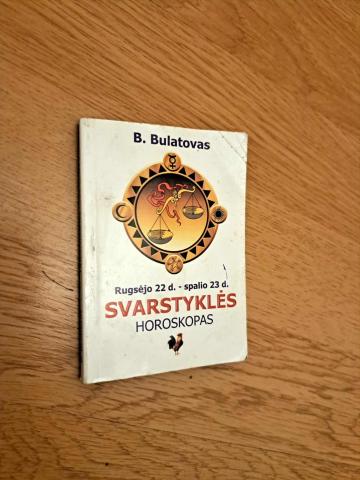 B. Bulatovas
Rugsėjo 22 d. - spalio 23 d.
SVARSTYKLĖS
HOROSKOPAS